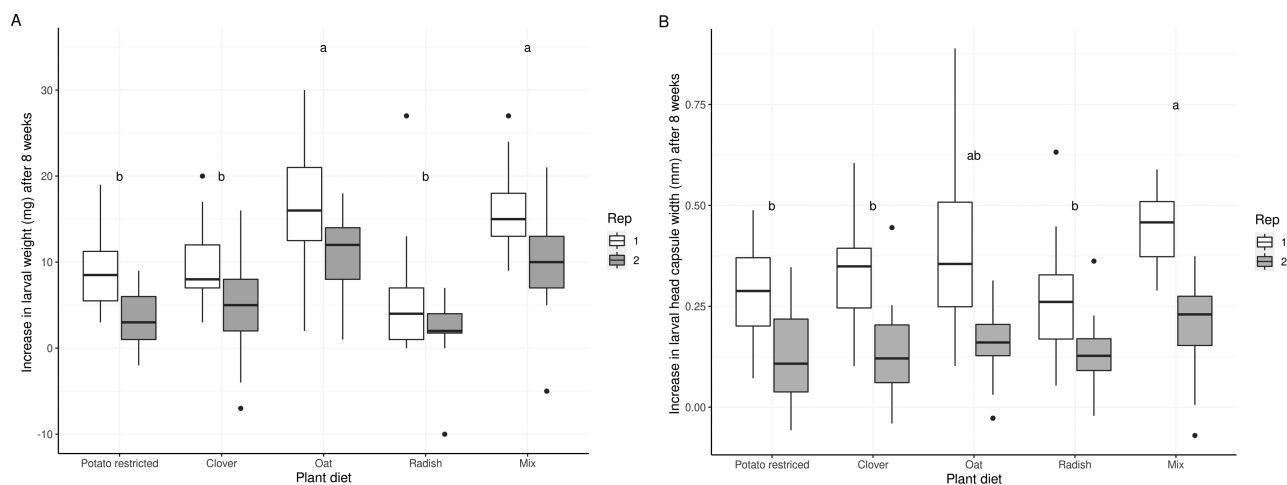 A
Increase in larval weight (mg) after 8 weeks
30
20
10
0
-10
b
b
a
b
a
Potato restricted
Clover
Oat
Radish
Mix
Plant diet
Rep
1
2
B
Increase in larval head capsule width (mm) after 8 weeks
0.75
0.50
0.25
0.00
b
b
ab
b
a
Potato restriced
Clover
Oat
Radish
Mix
Plant diet
Rep
1
2